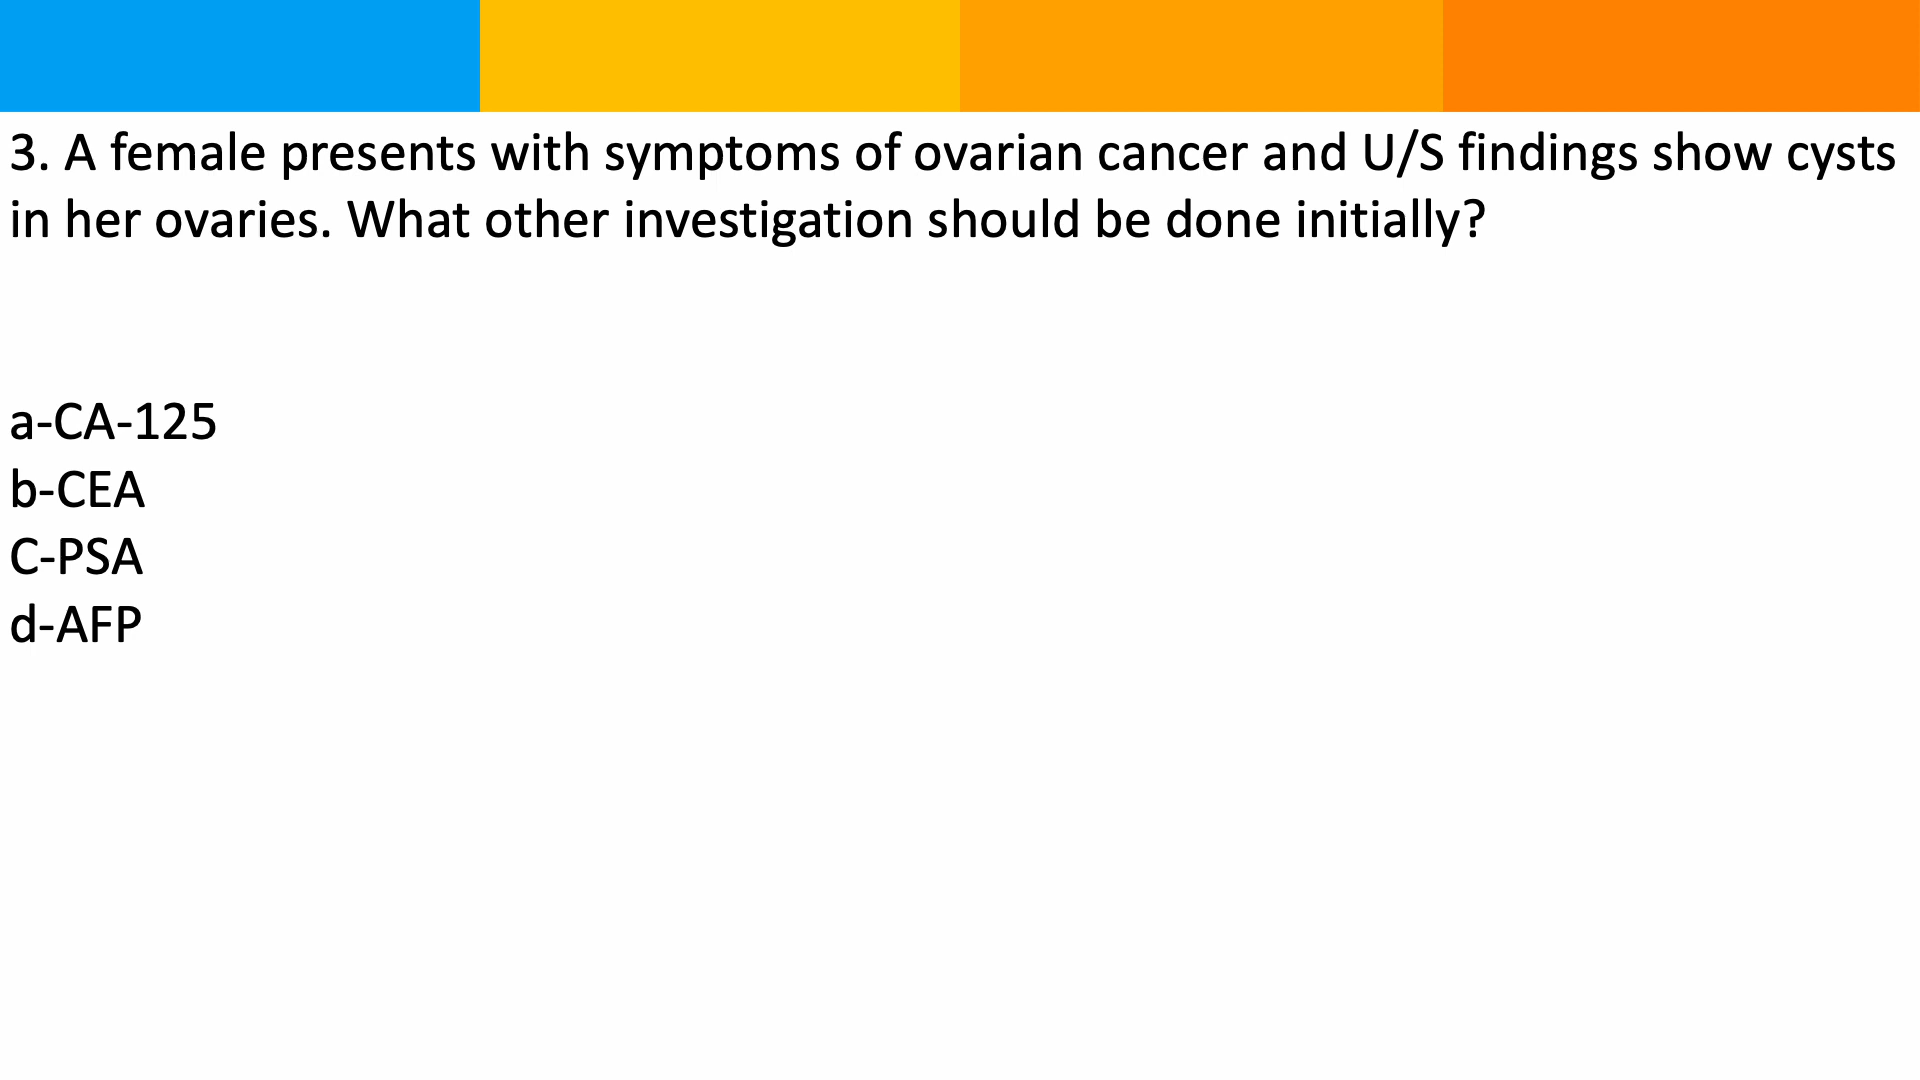 3. A female presents with symptoms of ovarian cancer and U/S findings show cysts
in her ovaries. What other investigation should be done initially?
a-CA-125
b-CEA
C-PSA
d-AFP